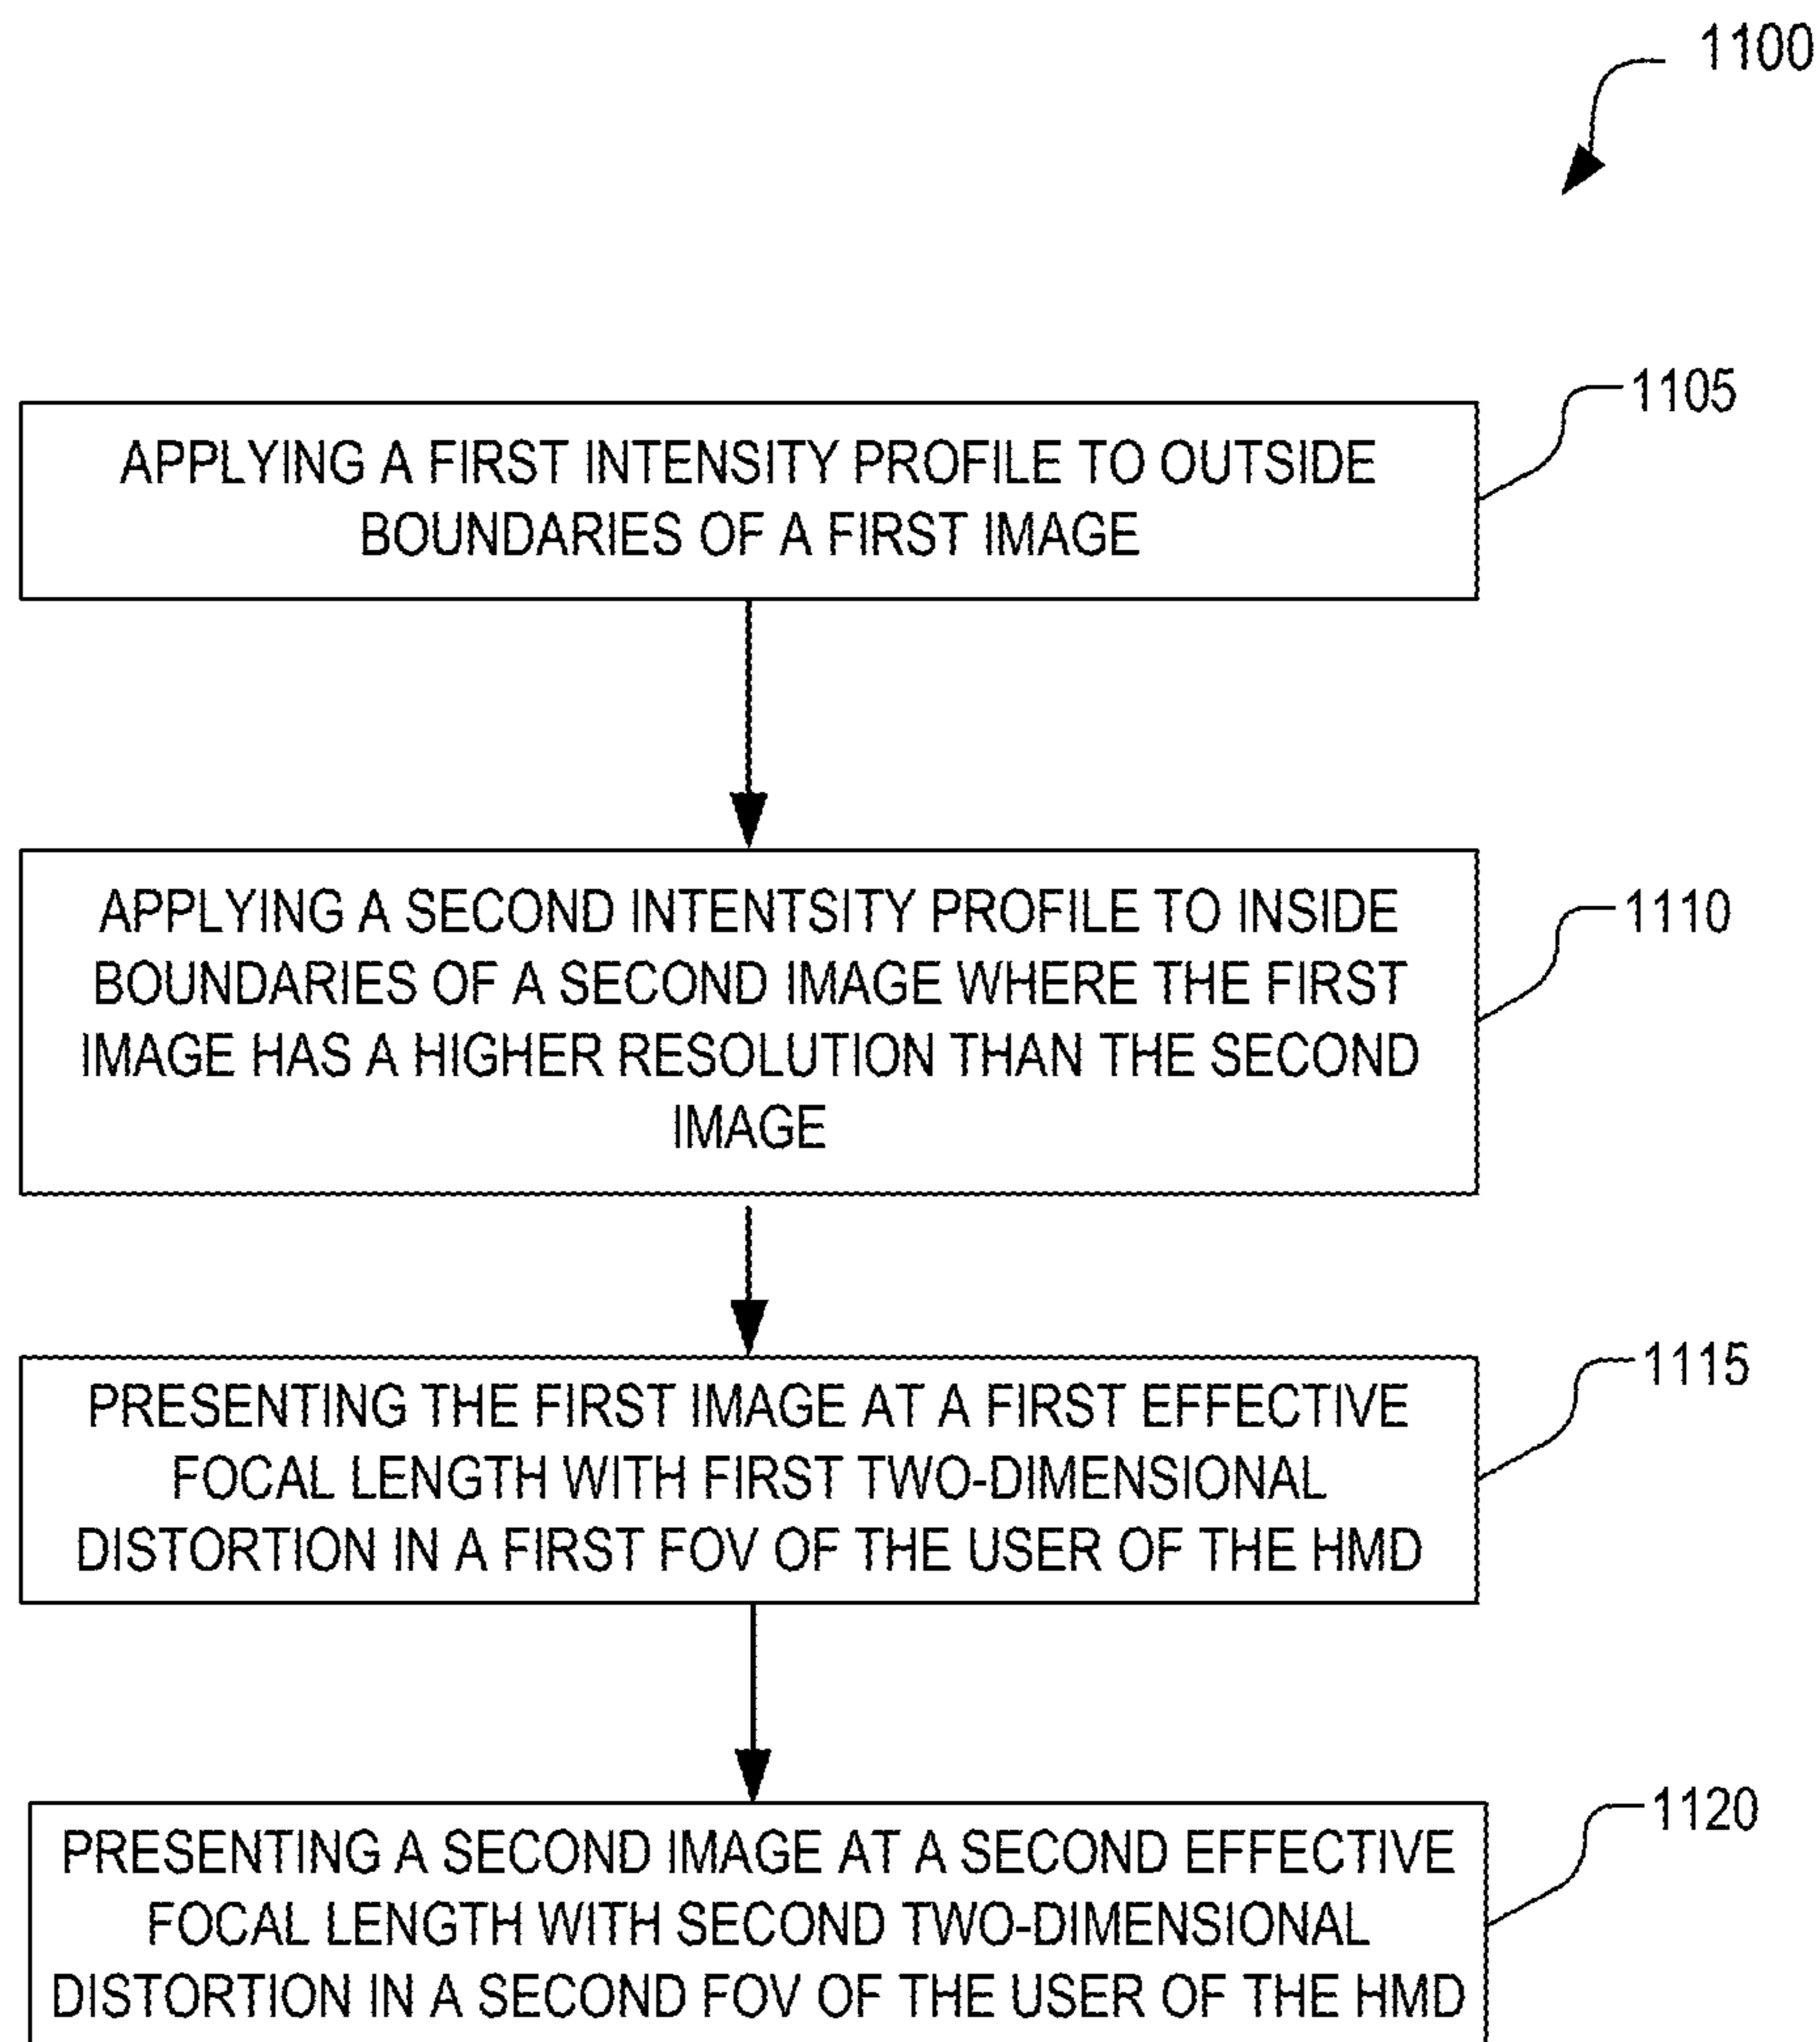 1100
1105
APPLYING A FIRST INTENSITY PROFILE TO OUTSIDE
BOUNDARIES OF A FIRST IMAGE
1110
APPLYING A SECOND INTENTSITY PROFILE TO INSIDE
BOUNDARIES OF A SECOND IMAGE WHERE THE FIRST
IMAGE HAS A HIGHER RESOLUTION THAN THE SECOND
IMAGE
1115
PRESENTING THE FIRST IMAGE AT A FIRST EFFECTIVE
FOCAL LENGTH WITH FIRST TWO-DIMENSIONAL
DISTORTION IN A FIRST FOV OF THE USER OF THE HMD
1120
PRESENTING A SECOND IMAGE AT A SECOND EFFECTIVE
FOCAL LENGTH WITH SECOND TWO-DIMENSIONAL
DISTORTION IN A SECOND FOV OF THE USER OF THE HMD